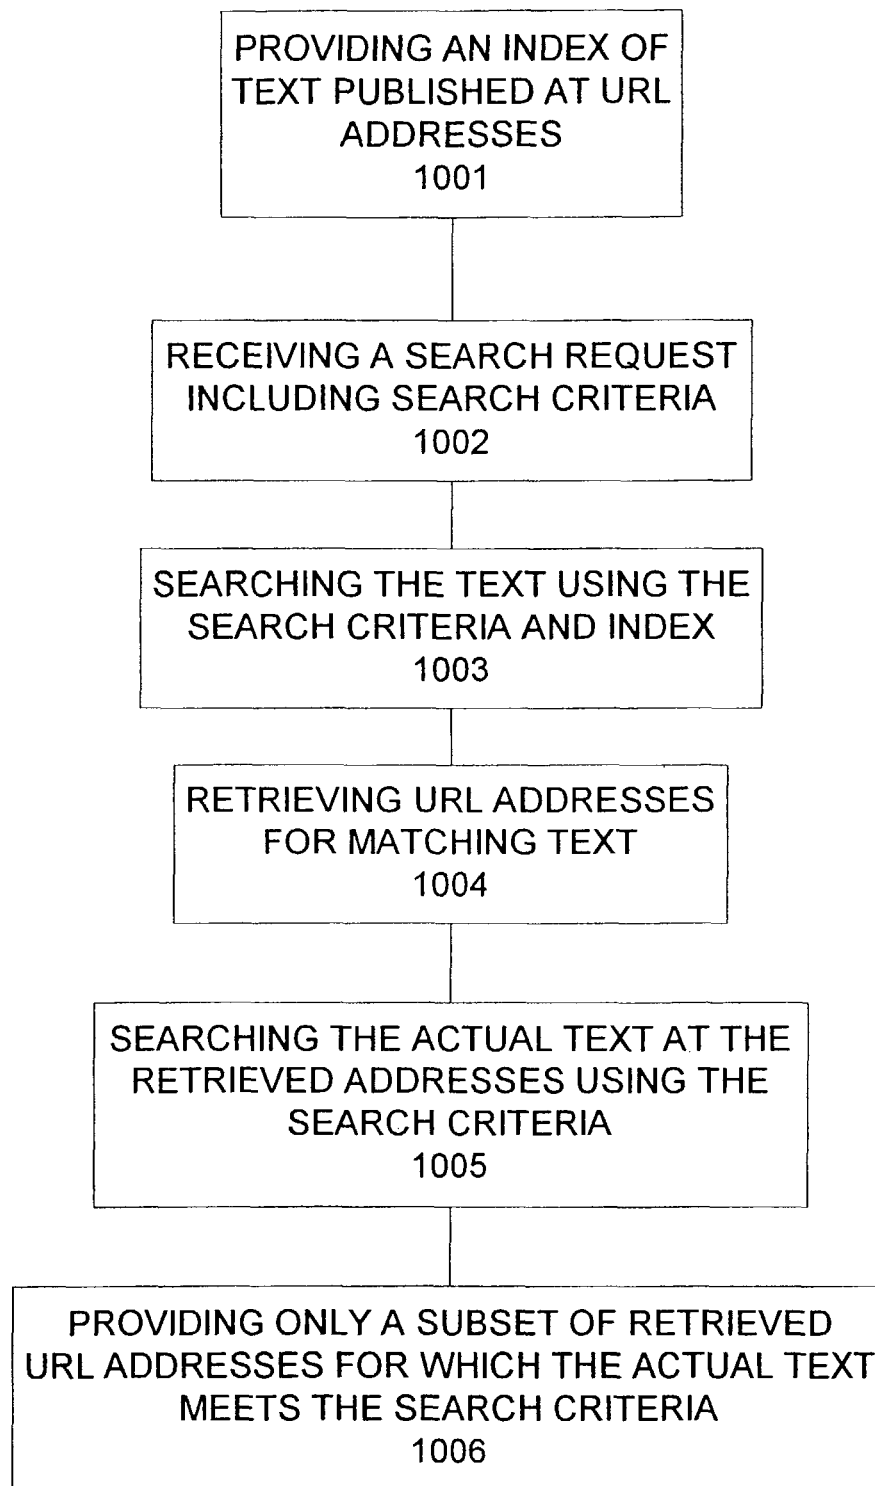 PROVIDING AN INDEX OF
TEXT PUBLISHED AT URL
ADDRESSES
1001
RECEIVING A SEARCH REQUEST
INCLUDING SEARCH CRITERIA
1002
SEARCHING THE TEXT USING THE
SEARCH CRITERIA AND INDEX
1003
RETRIEVING URL ADDRESSES
FOR MATCHING TEXT
1004
SEARCHING THE ACTUAL TEXT AT THE
RETRIEVED ADDRESSES USING THE
SEARCH CRITERIA
1005
PROVIDING ONLY A SUBSET OF RETRIEVED
URL ADDRESSES FOR WHICH THE ACTUAL TEXT
MEETS THE SEARCH CRITERIA
1006